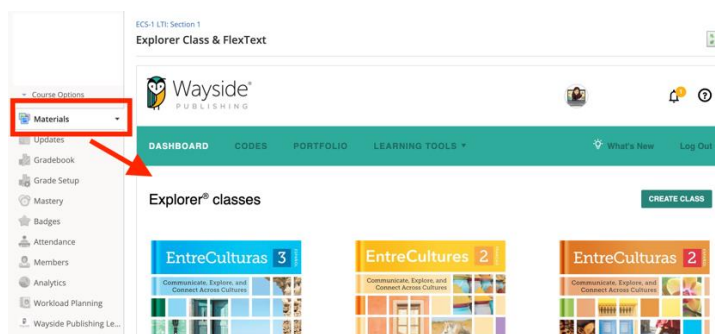 ECS-1 LTI: Section 1
Explorer Class & FlexText
Course Options
Materials
Updates
Gradebook
Grade Setup
Mastery
Badges
Attendance
Members
Analytics
Workload Planning
Wayside Publishing Le...
Wayside®
PUBLISHING
DASHBOARD CODES PORTFOLIO LEARNING TOOLS What's New Log Out
Explorer® classes
CREATE CLASS
EntreCulturas 3
Communicate, Explore, and
Connect Across Cultures
EntreCultures 2
Communicate, Explore, and
Connect Across Cultures
EntreCulturas 2
Communicate, Explore, and
Connect Across Cultures